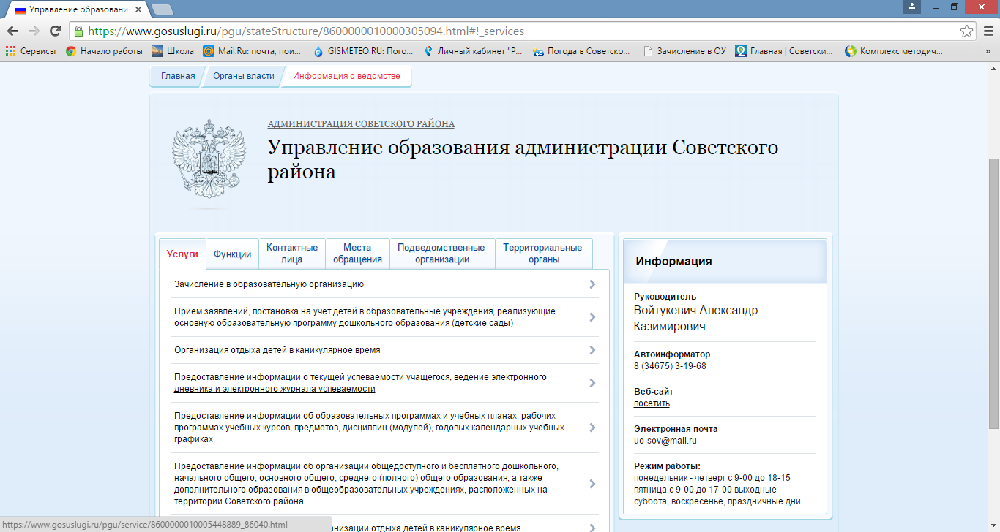 Управление образовани
https://www.gosuslugi.ru/pgu/stateStructure/8600000010000305094.html#!_services
Сервисы
Начало работы
Школа
Mail.Ru: почта, пои...
GISMETEO.RU: Пого...
Личный кабинет "Р...
Погода в Советско...
Зачисление в ОУ
Главная | Советски...
Комплекс методич...
»
Главная
Органы власти
Информация о ведомстве
АДМИНИСТРАЦИЯ СОВЕТСКОГО РАЙОНА
Управление образования администрации Советского
района
Услуги
Функции
Контактные
лица
Места
обращения
Подведомственные
организации
Территориальные
органы
Зачисление в образовательную организацию
Прием заявлений, постановка на учет детей в образовательные учреждения, реализующие
основную образовательную программу дошкольного образования (детские сады)
Организация отдыха детей в каникулярное время
Предоставление информации о текущей успеваемости учащегося, ведение электронного
дневника и электронного журнала успеваемости
Предоставление информации об образовательных программах и учебных планах, рабочих
программах учебных курсов, предметов, дисциплин (модулей), годовых календарных учебных
графиках
Предоставление информации об организации общедоступного и бесплатного дошкольного,
начального общего, основного общего, среднего (полного) общего образования, а также
дополнительного образования в общеобразовательных учреждениях, расположенных на
территории Советского района
анизации отдыха детей в каникулярное время
Информация
Руководитель
Войтукевич Александр
Казимирович
Автоинформатор
8 (34675) 3-19-68
Веб-сайт
посетить
Электронная почта
uo-sov@mail.ru
Режим работы:
понедельник - четверг с 9-00 до 18-15
пятница с 9-00 до 17-00 выходные -
суббота, воскресенье, праздничные дни
https://www.gosuslugi.ru/pgu/service/8600000010005448889_86040.html